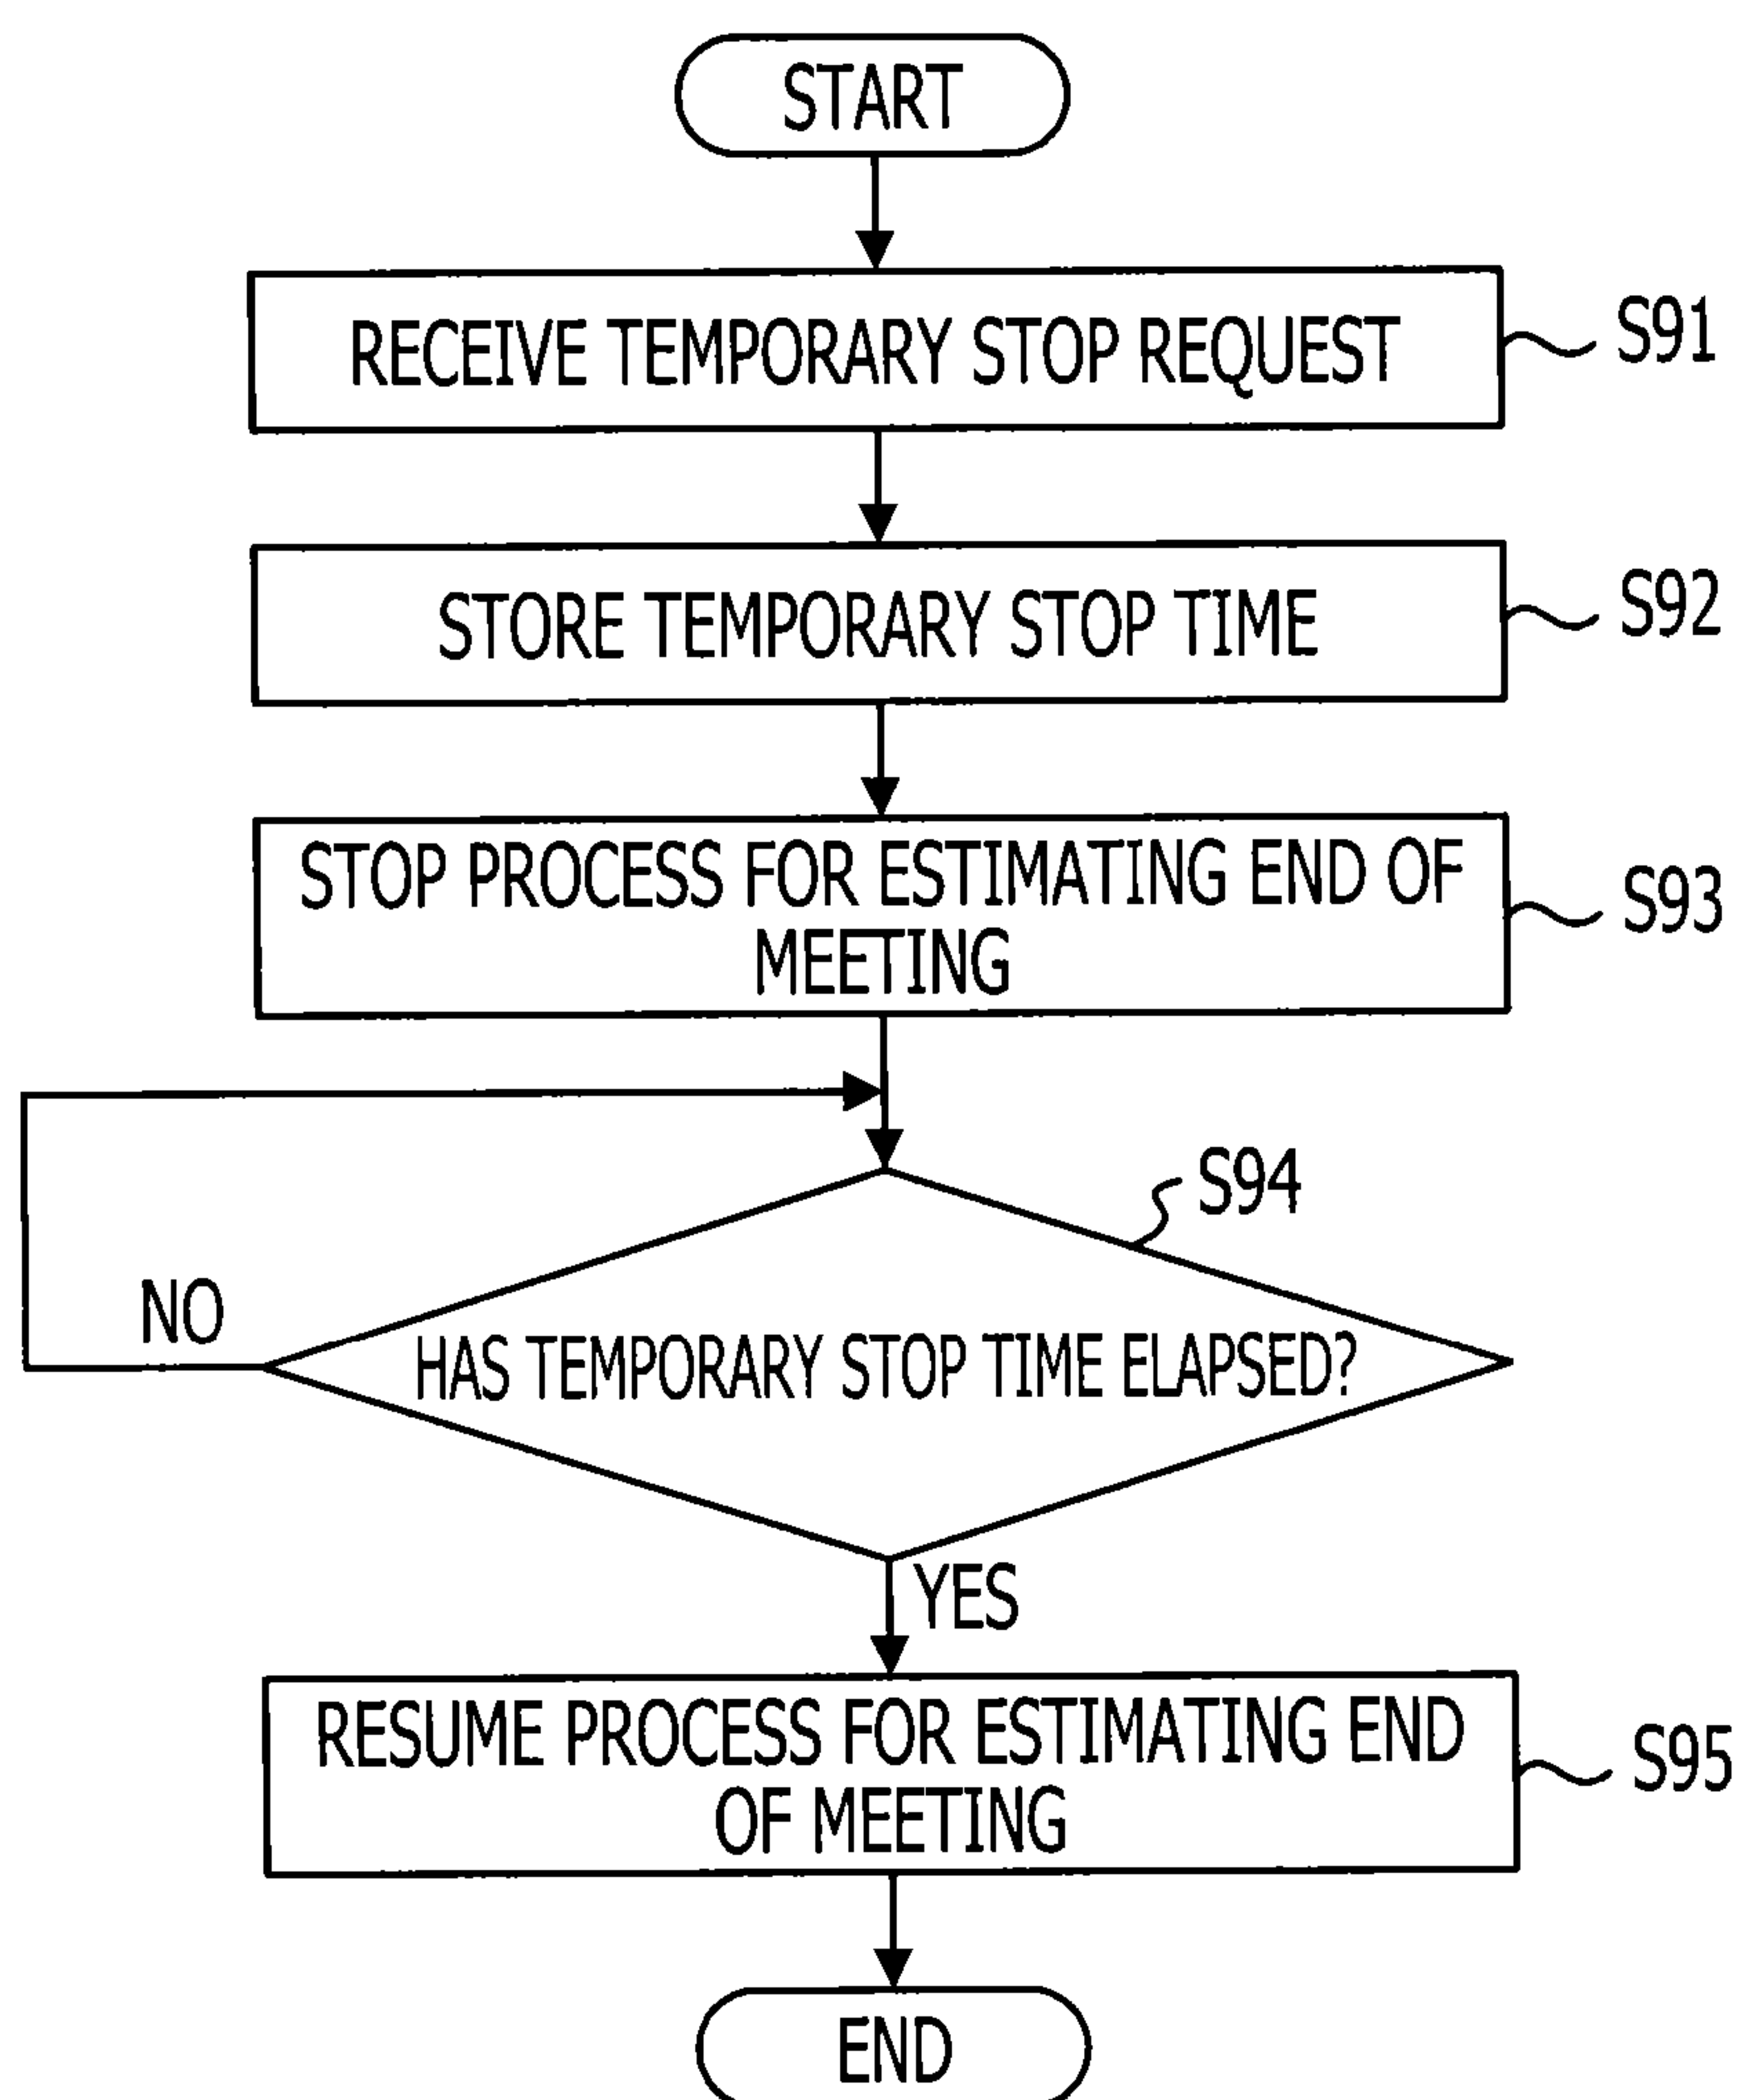 START
RECEIVE TEMPORARY STOP REQUEST
S91
STORE TEMPORARY STOP TIME
S92
STOP PROCESS FOR ESTIMATING END OF
MEETING
S93
S94
NO
HAS TEMPORARY STOP TIME ELAPSED?
YES
RESUME PROCESS FOR ESTIMATING END
OF MEETING
S95
END